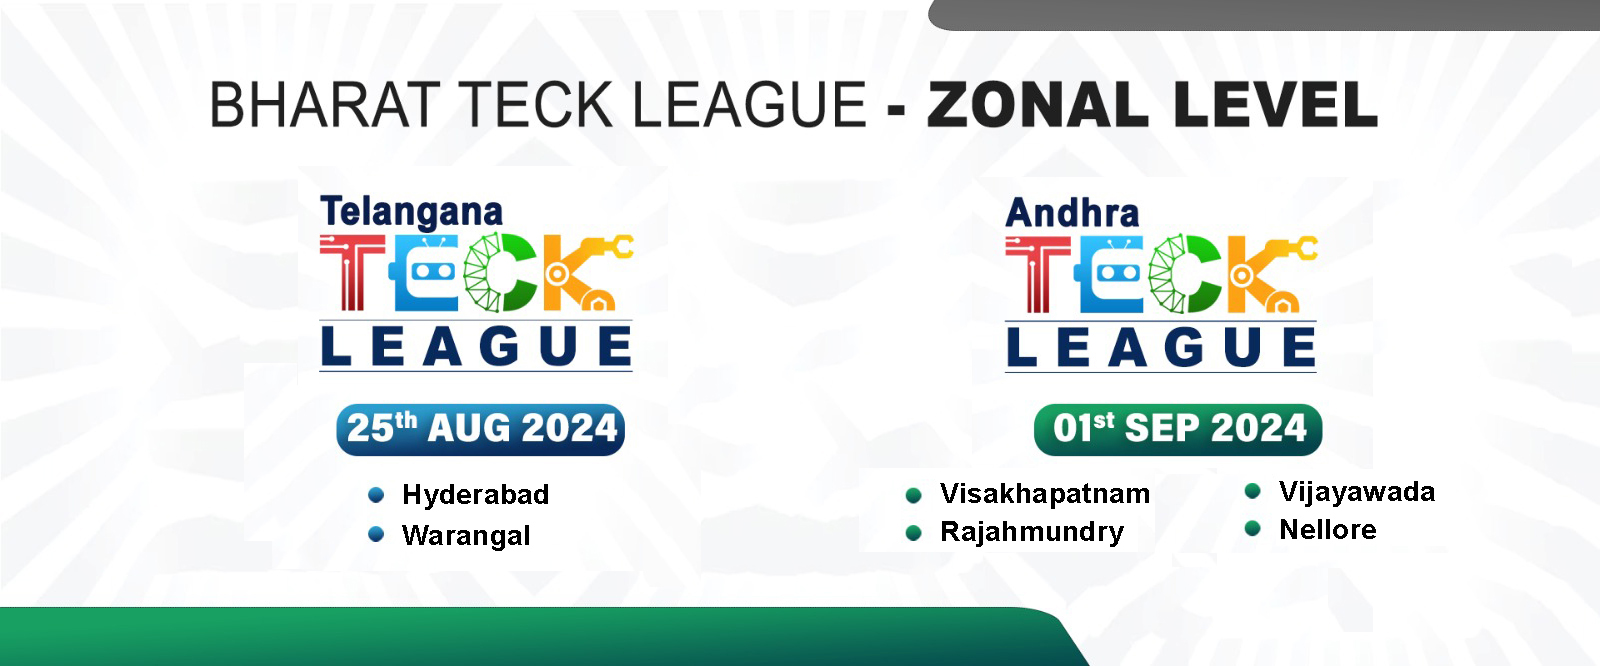 BHARAT TECK LEAGUE - ZONAL LEVEL
Telangana
TECK
LEAGUE
25th AUG 2024
Hyderabad
Warangal
Andhra
TECK
LEAGUE
01st SEP 2024
Visakhapatnam
Rajahmundry
Vijayawada
Nellore